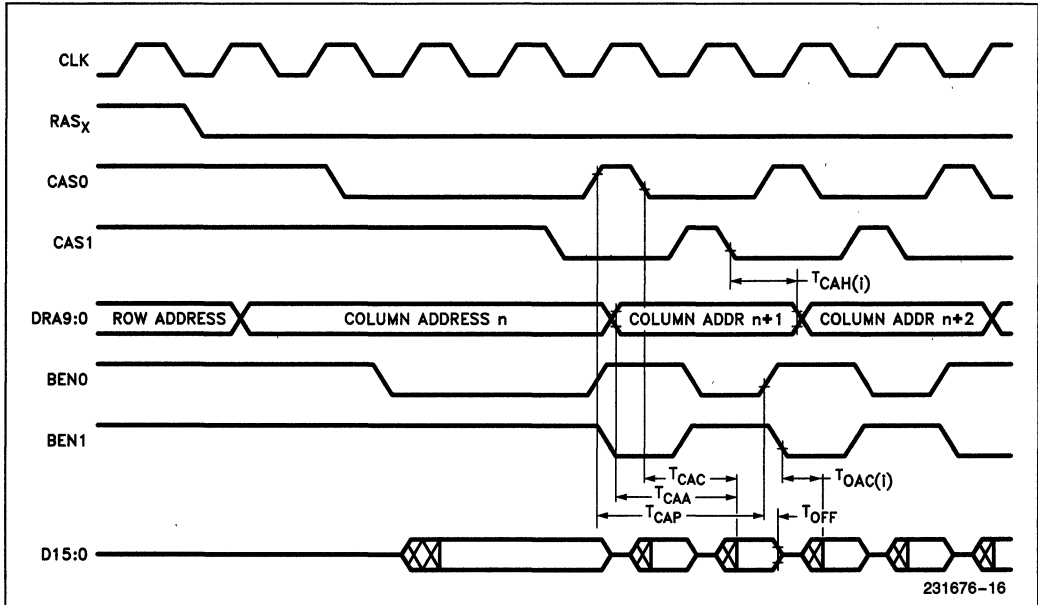 CLK
RASX
CAS0
CAS1
TCAH(i)
DRA9:0
ROW ADDRESS
COLUMN ADDRESS n
COLUMN ADDR n+1
COLUMN ADDR n+2
BEN0
BEN1
TCAC
TOAC(i)
TCAA
TCAP
TOFF
D15:0
231676-16